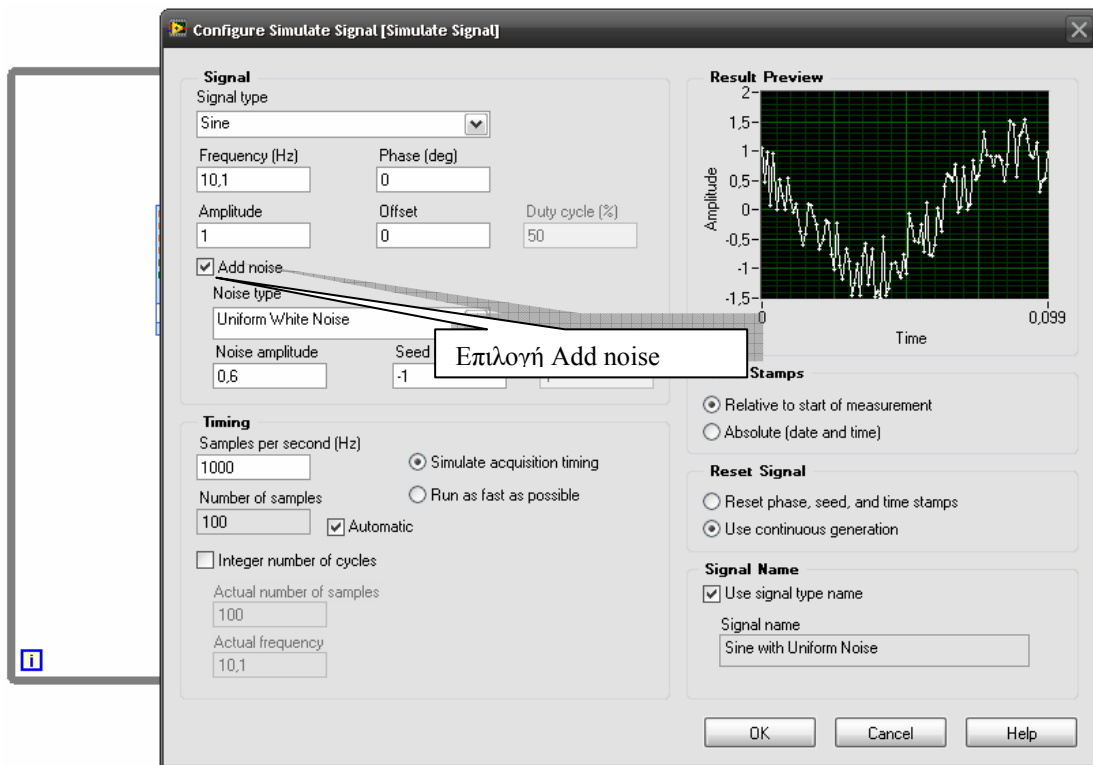 Configure Simulate Signal [Simulate Signal]
Signal
Signal type
Sine
Frequency (Hz)
Phase (deg)
10,1
0
Amplitude
Offset
Duty cycle (%)
1
0
50
Add noise
Noise type
Uniform White Noise
Noise amplitude
Seed
0,6
-1
Επιλογή Add noise
Timing
Samples per second (Hz)
1000
Simulate acquisition timing
Run as fast as possible
Number of samples
100
Automatic
Integer number of cycles
Actual number of samples
100
Actual frequency
10,1
i
Result Preview
Amplitude
2
1,5
1
0,5
0
-0,5
-1
-1,5
0
0,099
Time
Stamps
Relative to start of measurement
Absolute (date and time)
Reset Signal
Reset phase, seed, and time stamps
Use continuous generation
Signal Name
Use signal type name
Signal name
Sine with Uniform Noise
OK
Cancel
Help